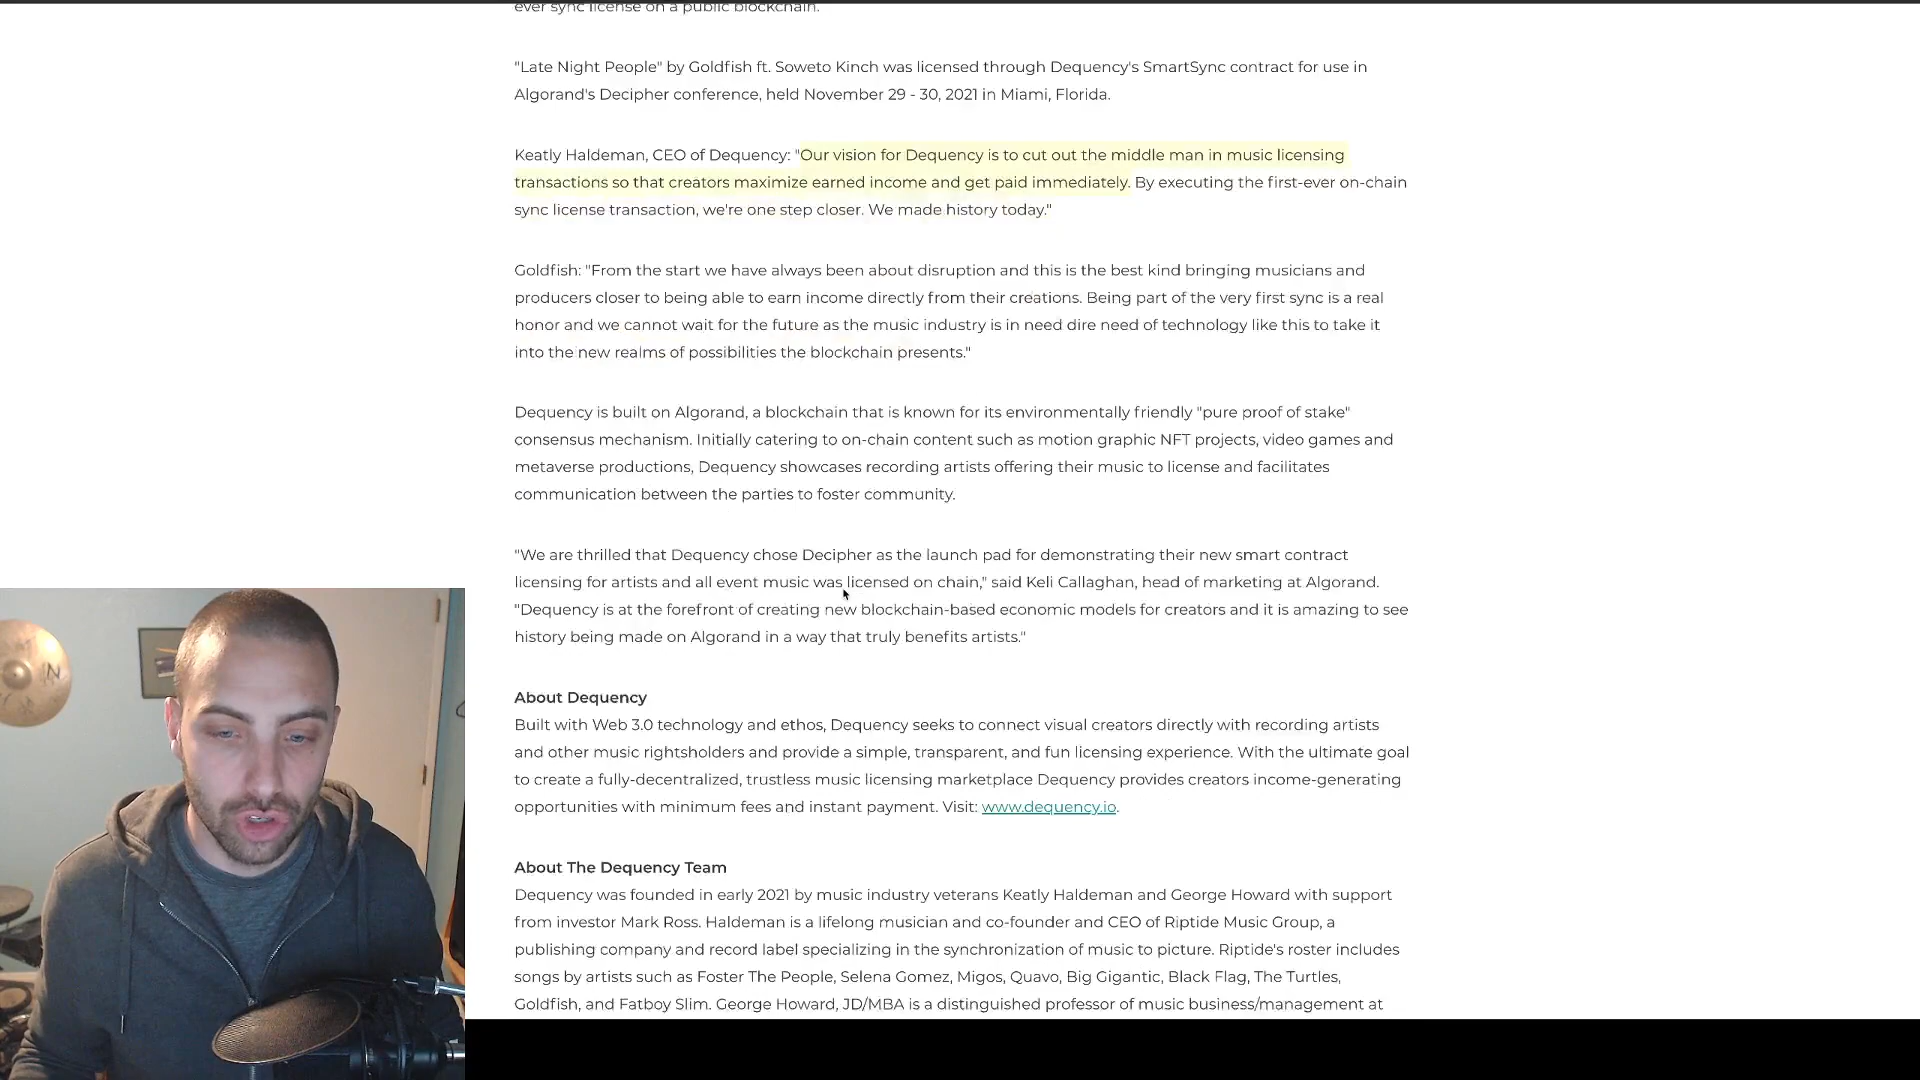 ever sync license on a public blockchain.
"Late Night People" by Goldfish ft. Soweto Kinch was licensed through Dequency's SmartSync contract for use in
Algorand's Decipher conference, held November 29 - 30, 2021 in Miami, Florida.
Keatly Haldeman, CEO of Dequency: "Our vision for Dequency is to cut out the middle man in music licensing
transactions so that creators maximize earned income and get paid immediately. By executing the first-ever on-chain
sync license transaction, we're one step closer. We made history today."
Goldfish: "From the start we have always been about disruption and this is the best kind bringing musicians and
producers closer to being able to earn income directly from their creations. Being part of the very first sync is a real
honor and we cannot wait for the future as the music industry is in need dire need of technology like this to take it
into the new realms of possibilities the blockchain presents."
Dequency is built on Algorand, a blockchain that is known for its environmentally friendly "pure proof of stake"
consensus mechanism. Initially catering to on-chain content such as motion graphic NFT projects, video games and
metaverse productions, Dequency showcases recording artists offering their music to license and facilitates
communication between the parties to foster community.
"We are thrilled that Dequency chose Decipher as the launch pad for demonstrating their new smart contract
licensing for artists and all event music was licensed on chain," said Keli Callaghan, head of marketing at Algorand.
"Dequency is at the forefront of creating new blockchain-based economic models for creators and it is amazing to see
history being made on Algorand in a way that truly benefits artists."
About Dequency
Built with Web 3.0 technology and ethos, Dequency seeks to connect visual creators directly with recording artists
and other music rightsholders and provide a simple, transparent, and fun licensing experience. With the ultimate goal
to create a fully-decentralized, trustless music licensing marketplace Dequency provides creators income-generating
opportunities with minimum fees and instant payment. Visit: www.dequency.io.
About The Dequency Team
Dequency was founded in early 2021 by music industry veterans Keatly Haldeman and George Howard with support
from investor Mark Ross. Haldeman is a lifelong musician and co-founder and CEO of Riptide Music Group, a
publishing company and record label specializing in the synchronization of music to picture. Riptide's roster includes
songs by artists such as Foster The People, Selena Gomez, Migos, Quavo, Big Gigantic, Black Flag, The Turtles,
Goldfish, and Fatboy Slim. George Howard, JD/MBA is a distinguished professor of music business/management at
N